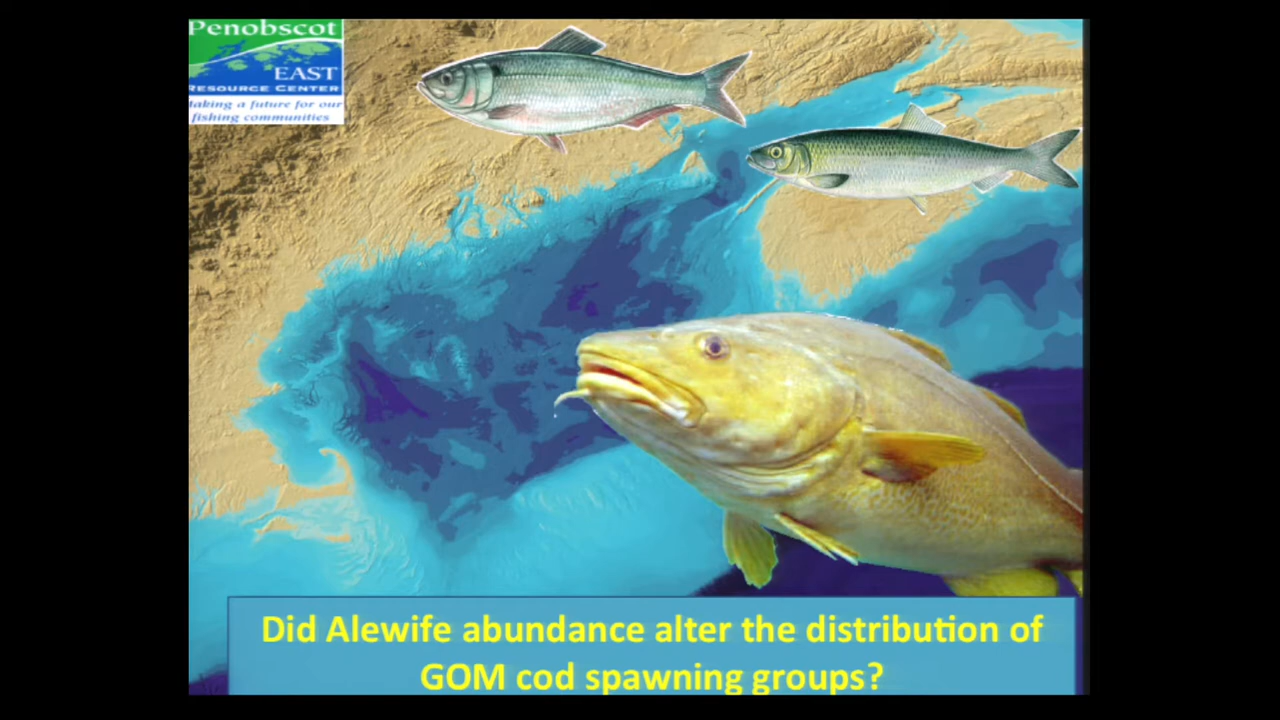 Penobscot
EAST
RESOURCE CENTER
Making a future for our
fishing communities
Did Alewife abundance alter the distribution of
GOM cod spawning groups?